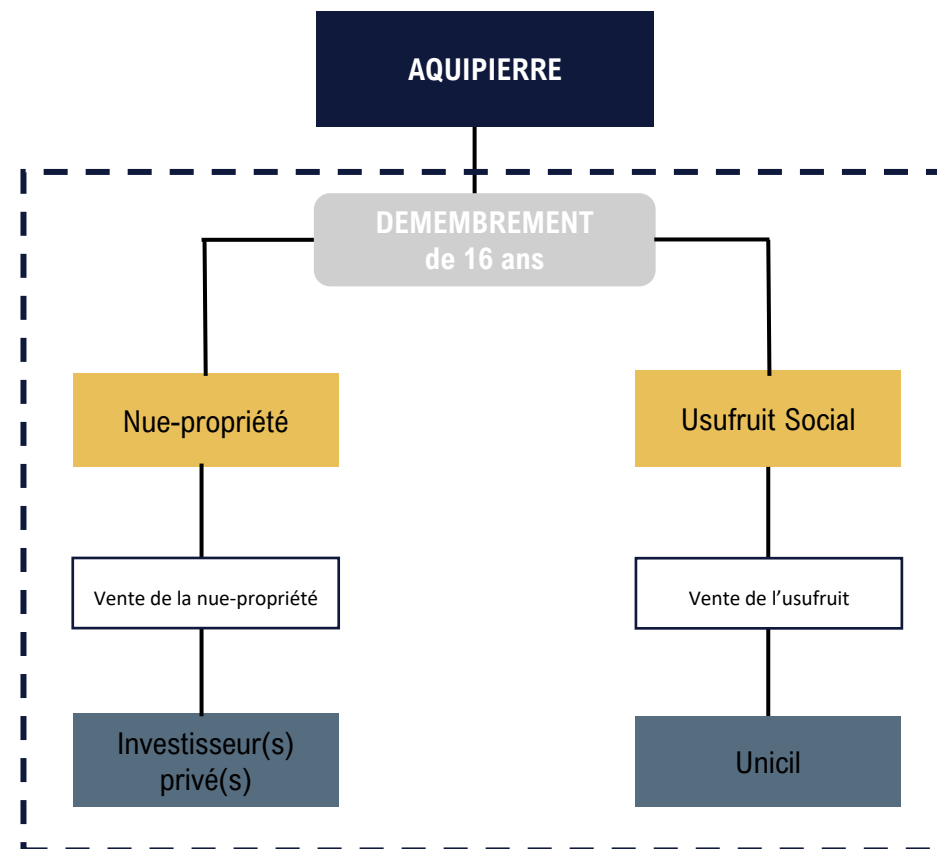 AQUIPIERRE
DEMEMBREMENT
de 16 ans
Nue-propriété
Usufruit Social
Vente de la nue-propriété
Vente de l'usufruit
Investisseur(s)
privé(s)
Unicil